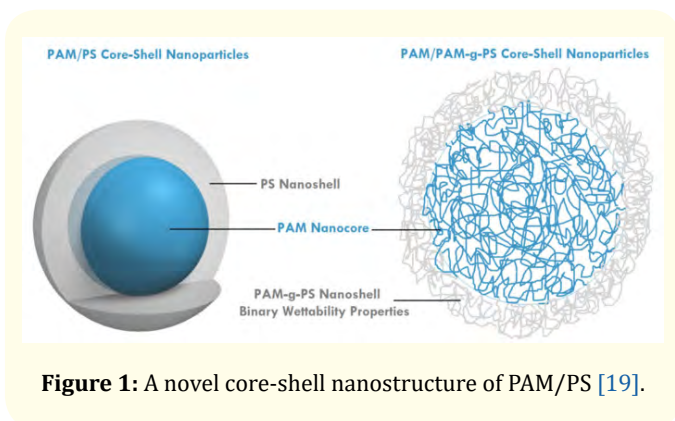 PAM/PS Core-Shell Nanoparticles
PAM/PAM-g-PS Core-Shell Nanoparticles
PS Nanoshell
PAM Nanocore
PAM-g-PS Nanoshell
Binary Wettability Properties
Figure 1: A novel core-shell nanostructure of PAM/PS [19].